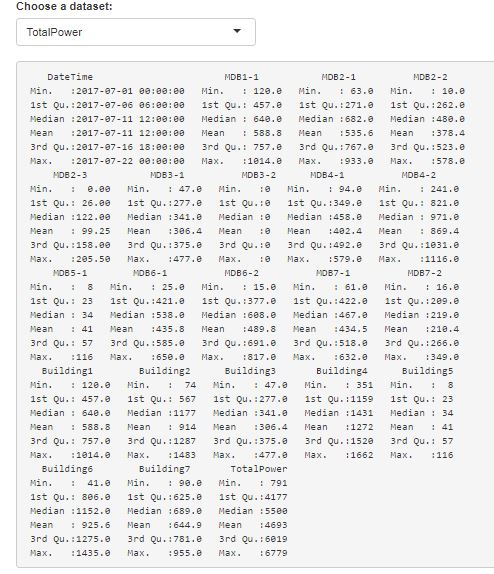 Choose a dataset:
TotalPower
DateTime MDB1-1 MDB2-1 MDB2-2
Min. :2017-07-01 00:00:00 Min. : 120.0 Min. : 63.0 Min. : 10.0
1st Qu.:2017-07-06 06:00:00 1st Qu.: 457.0 1st Qu.:271.0 1st Qu.:262.0
Median :2017-07-11 12:00:00 Median : 640.0 Median :682.0 Median :480.0
Mean :2017-07-11 12:00:00 Mean : 588.8 Mean :535.6 Mean :378.4
3rd Qu.:2017-07-16 18:00:00 3rd Qu.: 757.0 3rd Qu.:767.0 3rd Qu.:523.0
Max. :2017-07-22 00:00:00 Max. :1014.0 Max. :933.0 Max. :578.0
MDB2-3 MDB3-1 MDB3-2 MDB4-1 MDB4-2
Min. : 0.00 Min. : 47.0 Min. :0 Min. : 94.0 Min. : 241.0
1st Qu.: 26.00 1st Qu.:277.0 1st Qu.:0 1st Qu.:349.0 1st Qu.: 821.0
Median :122.00 Median :341.0 Median :0 Median :458.0 Median : 971.0
Mean : 99.25 Mean :306.4 Mean :0 Mean :402.4 Mean : 869.4
3rd Qu.:158.00 3rd Qu.:375.0 3rd Qu.:0 3rd Qu.:492.0 3rd Qu.:1031.0
Max. :205.50 Max. :477.0 Max. :0 Max. :579.0 Max. :1116.0
MDB5-1 MDB6-1 MDB6-2 MDB7-1 MDB7-2
Min. : 8 Min. : 25.0 Min. : 15.0 Min. : 61.0 Min. : 16.0
1st Qu.: 23 1st Qu.:421.0 1st Qu.:377.0 1st Qu.:422.0 1st Qu.:209.0
Median : 34 Median :538.0 Median :608.0 Median :467.0 Median :219.0
Mean : 41 Mean :435.8 Mean :489.8 Mean :434.5 Mean :210.4
3rd Qu.: 57 3rd Qu.:585.0 3rd Qu.:691.0 3rd Qu.:518.0 3rd Qu.:266.0
Max. :116 Max. :650.0 Max. :817.0 Max. :632.0 Max. :349.0
Building1 Building2 Building3 Building4 Building5
Min. : 120.0 Min. : 74 Min. : 47.0 Min. : 351 Min. : 8
1st Qu.: 457.0 1st Qu.: 567 1st Qu.:277.0 1st Qu.:1159 1st Qu.: 23
Median : 640.0 Median :1177 Median :341.0 Median :1431 Median : 34
Mean : 588.8 Mean : 914 Mean :306.4 Mean :1272 Mean : 41
3rd Qu.: 757.0 3rd Qu.:1287 3rd Qu.:375.0 3rd Qu.:1520 3rd Qu.: 57
Max. :1014.0 Max. :1483 Max. :477.0 Max. :1662 Max. :116
Building6 Building7 TotalPower
Min. : 41.0 Min. : 90.0 Min. : 791
1st Qu.: 806.0 1st Qu.:625.0 1st Qu.:4177
Median :1152.0 Median :689.0 Median :5500
Mean : 925.6 Mean :644.9 Mean :4693
3rd Qu.:1275.0 3rd Qu.:781.0 3rd Qu.:6019
Max. :1435.0 Max. :955.0 Max. :6779